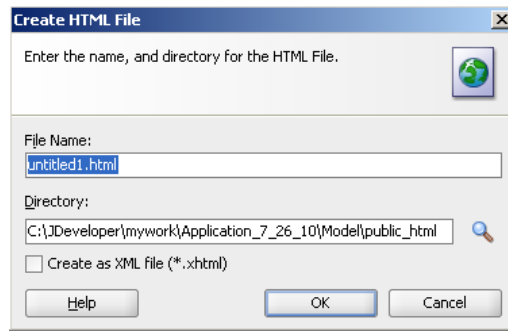 Create HTML File
Enter the name, and directory for the HTML File.
File Name:
untitled1.html
Directory:
C:\JDeveloper\mywork\Application_7_26_10\Model\public_html
Create as XML file (*.xhtml)
Help OK Cancel